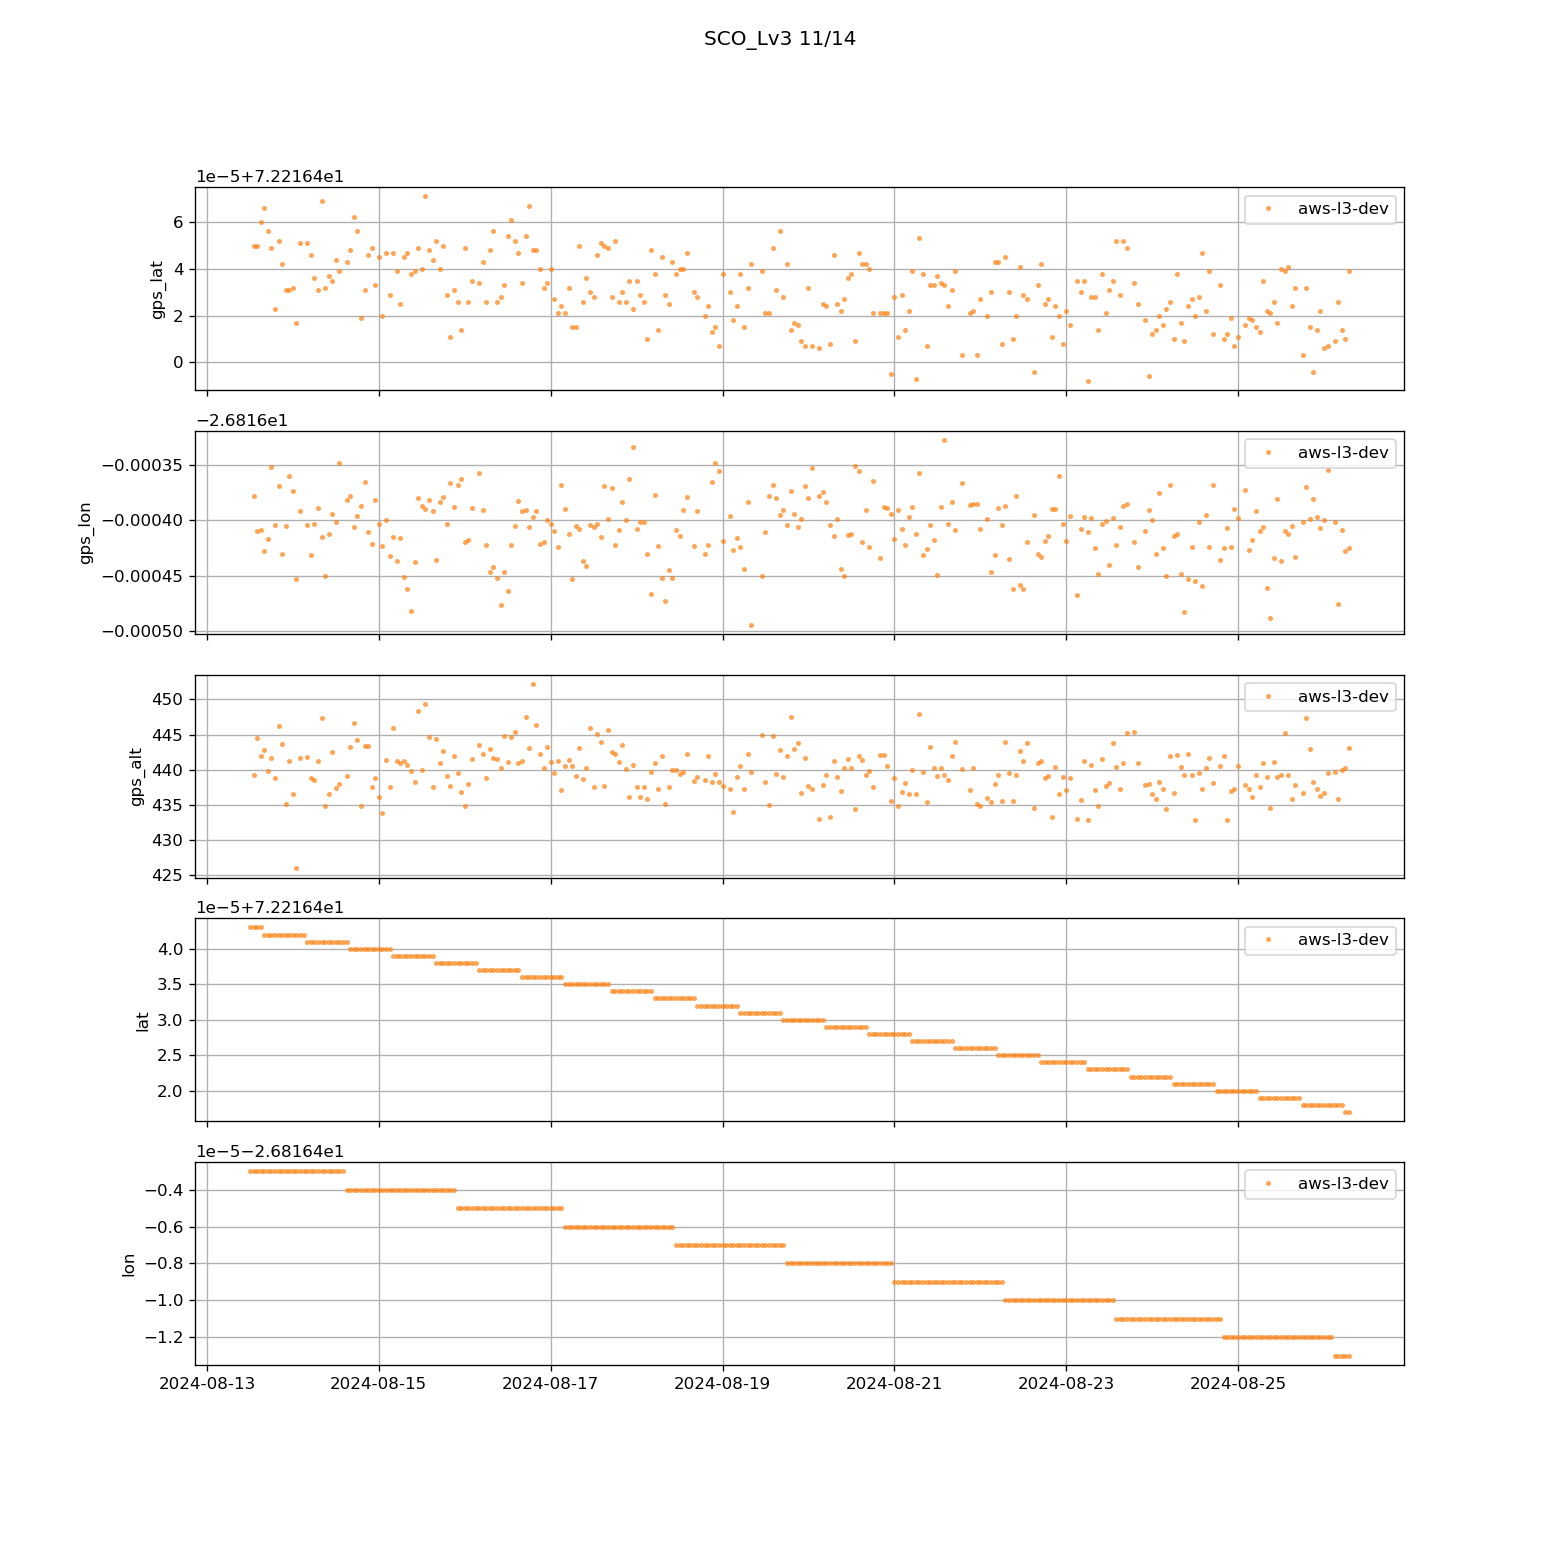 SCO_Lv3 11/14
1e−5+7.22164e1
aws-l3-dev
6
4
2
0
gps_lat
−2.6816e1
aws-l3-dev
−0.00035
−0.00040
−0.00045
−0.00050
gps_lon
aws-l3-dev
450
445
440
435
430
425
gps_alt
1e−5+7.22164e1
aws-l3-dev
4.0
3.5
3.0
2.5
2.0
lat
1e−5−2.68164e1
aws-l3-dev
−0.4
−0.6
−0.8
−1.0
−1.2
lon
2024-08-13 2024-08-15 2024-08-17 2024-08-19 2024-08-21 2024-08-23 2024-08-25